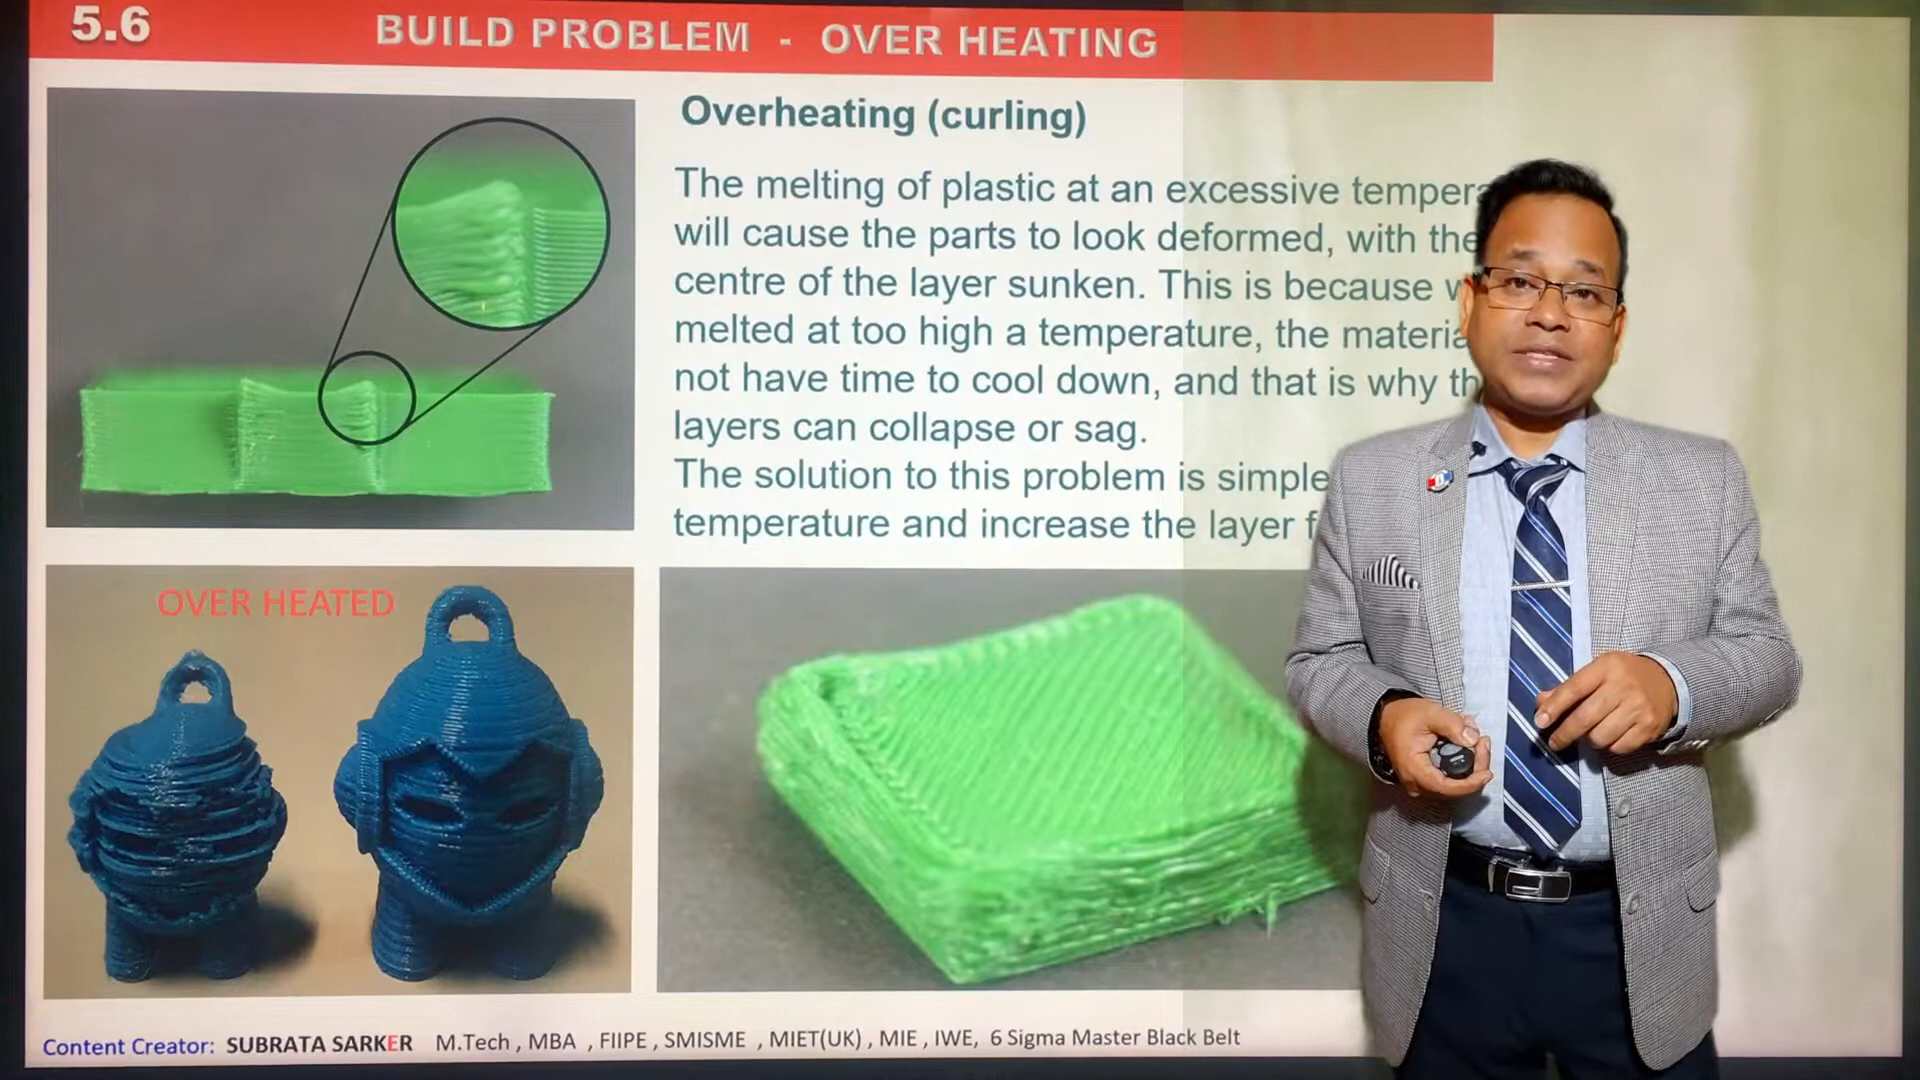 5.6
BUILD PROBLEM - OVER HEATING
Overheating (curling)
The melting of plastic at an excessive
will cause the parts to look deformed, with the
centre of the layer sunken. This is because
melted at too high a temperature, the
not have time to cool down, and that is why
layers can collapse or sag.
The solution to this problem is simple
temperature and increase the layer
OVER HEATED
Content Creator: SUBRATA SARKER M.Tech , MBA , FIIPE , SMISME , MIET(UK) , MIE , IWE, 6 Sigma Master Black Belt